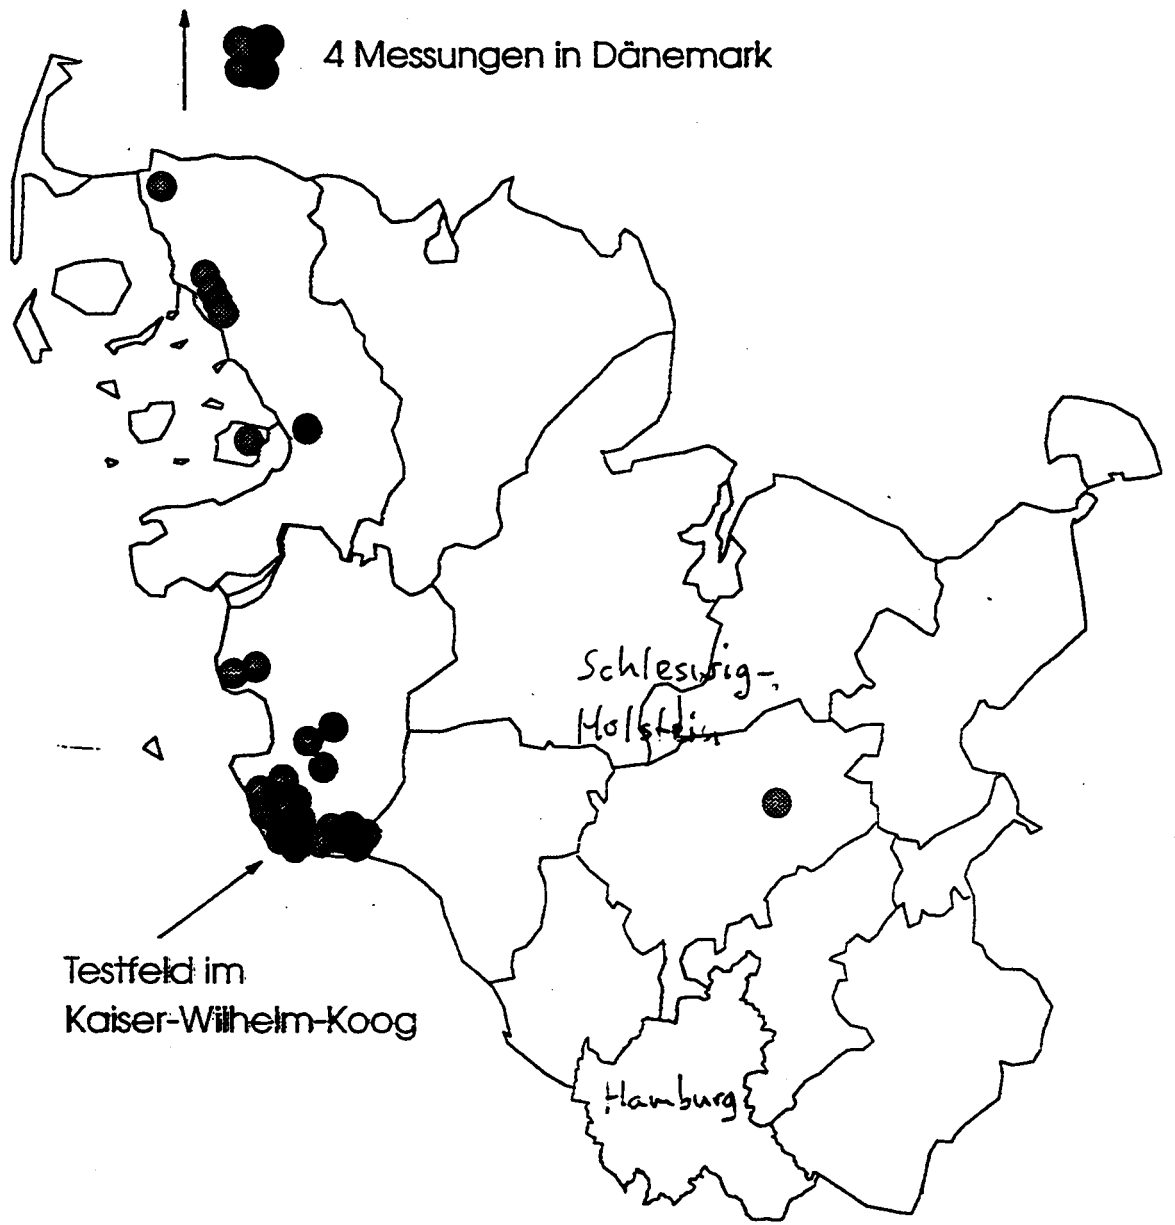 4 Messungen in Dänemark
Schleswig-
Holstein
Testfeld im
Kaiser-Wilhelm-Koog
Hamburg